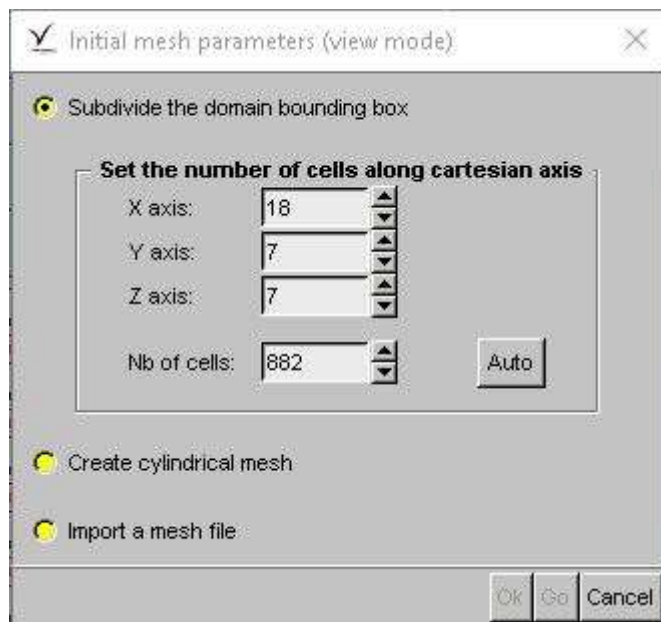 Initial mesh parameters (view mode)
Subdivide the domain bounding box
Set the number of cells along cartesian axis
X axis: 18
Y axis: 7
Z axis: 7
Nb of cells: 882 Auto
Create cylindrical mesh
Import a mesh file
Ok Go Cancel